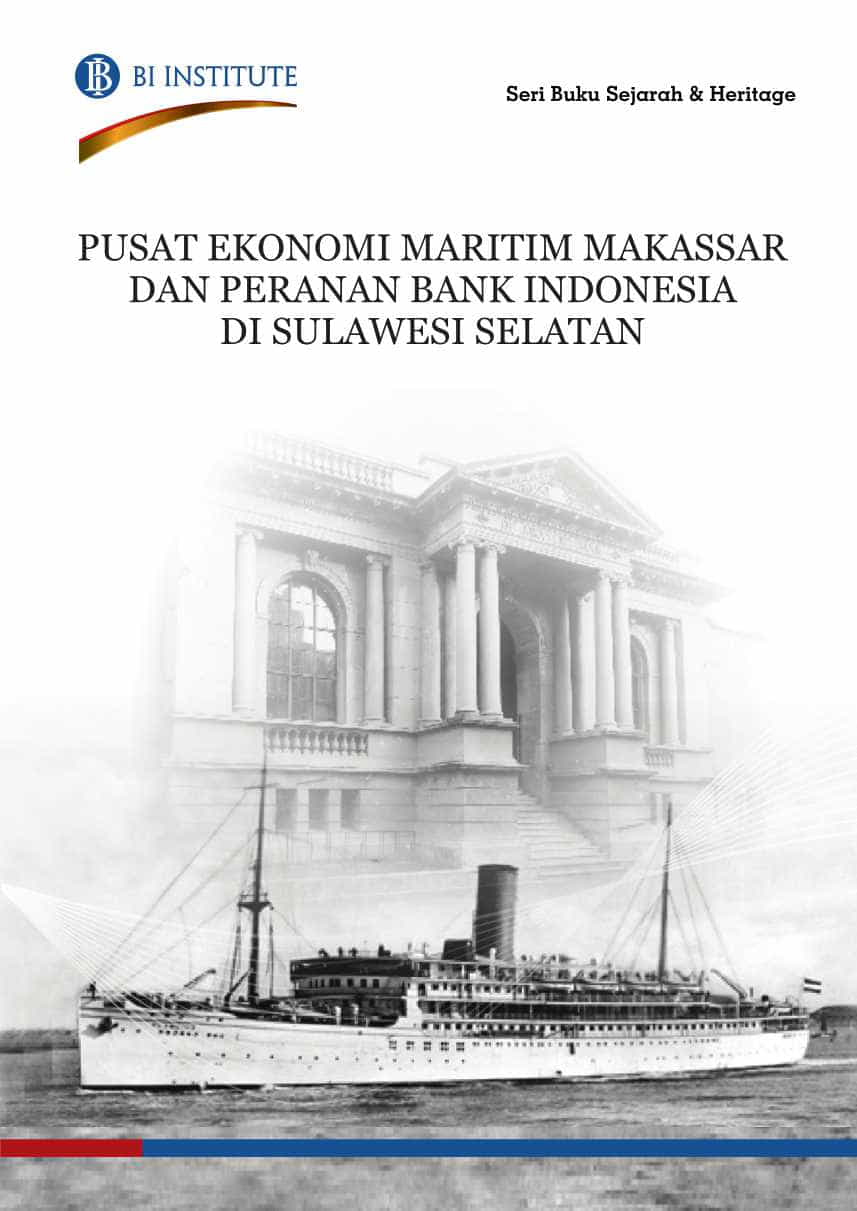 BI INSTITUTE
Seri Buku Sejarah & Heritage
PUSAT EKONOMI MARITIM MAKASSAR
DAN PERANAN BANK INDONESIA
DI SULAWESI SELATAN